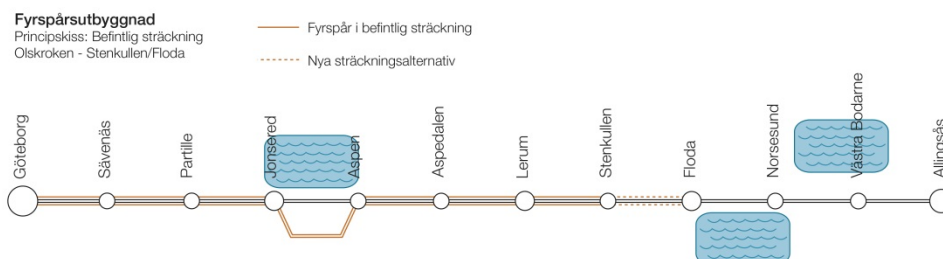 Fyrspårsutbyggnad
Principskiss: Befintlig sträckning
Olskroken - Stenkullen/Floda
Fyrspår i befintlig sträckning
Nya sträckningsalternativ
Göteborg
Sävenäs
Partille
Jonsered
Aspen
Aspedalen
Lerum
Stenkullen
Floda
Norsesund
Västra Bodarne
Allingsås